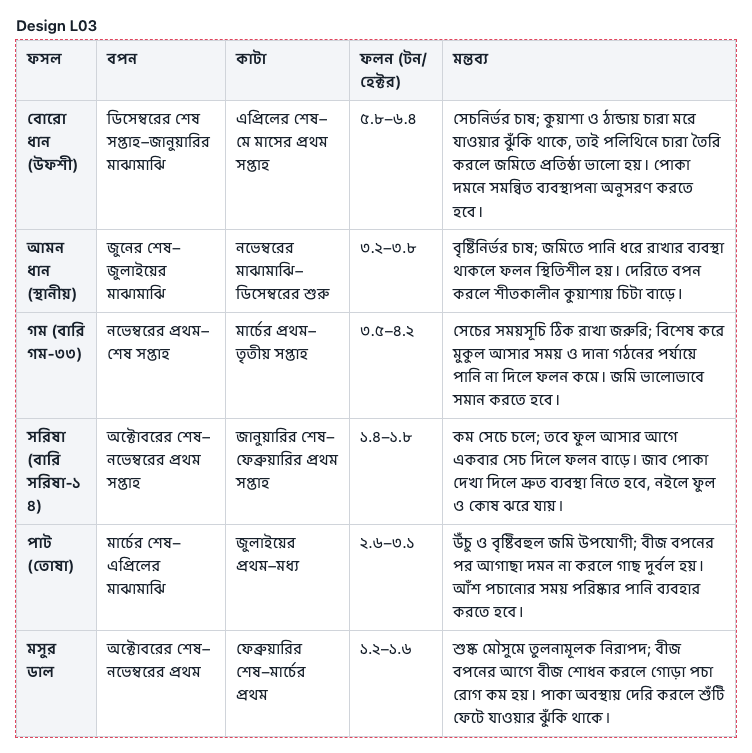 Design L03
ফসল
বপন
কাটা
ফলন (টন/
হেক্টর)
মন্তব্য
বোরো
ধান
(উফশী)
ডিসেম্বরের শেষ
সপ্তাহ–জানুয়ারির
মাঝামাঝি
এপ্রিলের শেষ–
মে মাসের প্রথম
সপ্তাহ
৫.৮–৬.৪
সেচনির্ভর চাষ; কুয়াশা ও ঠান্ডায় চারা মরে
যাওয়ার ঝুঁকি থাকে, তাই পলিথিনে চারা তৈরি
করলে জমিতে প্রতিষ্ঠা ভালো হয়। পোকা
দমনে সমন্বিত ব্যবস্থাপনা অনুসরণ করতে
হবে।
আমন
ধান
(স্থানীয়)
জুনের শেষ–
জুলাইয়ের
মাঝামাঝি
নভেম্বরের
মাঝামাঝি–
ডিসেম্বরের শুরু
৩.২–৩.৮
বৃষ্টিনির্ভর চাষ; জমিতে পানি ধরে রাখার ব্যবস্থা
থাকলে ফলন স্থিতিশীল হয়। দেরিতে বপন
করলে শীতকালীন কুয়াশায় চিটা বাড়ে।
গম (বারি
গম-৩৩)
নভেম্বরের প্রথম–
শেষ সপ্তাহ
মার্চের প্রথম–
তৃতীয় সপ্তাহ
৩.৫–৪.২
সেচের সময়সূচি ঠিক রাখা জরুরি; বিশেষ করে
মুকুল আসার সময় ও দানা গঠনের পর্যায়ে
পানি না দিলে ফলন কমে। জমি ভালোভাবে
সমান করতে হবে।
সরিষা
(বারি
সরিষা-১
৪)
অক্টোবরের শেষ–
নভেম্বরের প্রথম
সপ্তাহ
জানুয়ারির শেষ–
ফেব্রুয়ারির প্রথম
সপ্তাহ
১.৪–১.৮
কম সেচে চলে; তবে ফুল আসার আগে
একবার সেচ দিলে ফলন বাড়ে। জাব পোকা
দেখা দিলে দ্রুত ব্যবস্থা নিতে হবে, নইলে ফুল
ও কোষ ঝরে যায়।
পাট
(তোষা)
মার্চের শেষ–
এপ্রিলের
মাঝামাঝি
জুলাইয়ের
প্রথম–মধ্য
২.৬–৩.১
উঁচু ও বৃষ্টিবহুল জমি উপযোগী; বীজ বপনের
পর আগাছা দমন না করলে গাছ দুর্বল হয়।
আঁশ পচানোর সময় পরিষ্কার পানি ব্যবহার
করতে হবে।
মসুর
ডাল
অক্টোবরের শেষ–
নভেম্বরের প্রথম
ফেব্রুয়ারির
শেষ–মার্চের
প্রথম
১.২–১.৬
শুষ্ক মৌসুমে তুলনামূলক নিরাপদ; বীজ
বপনের আগে বীজ শোধন করলে গোড়া পচা
রোগ কম হয়। পাকা অবস্থায় দেরি করলে শুঁটি
ফেটে যাওয়ার ঝুঁকি থাকে।